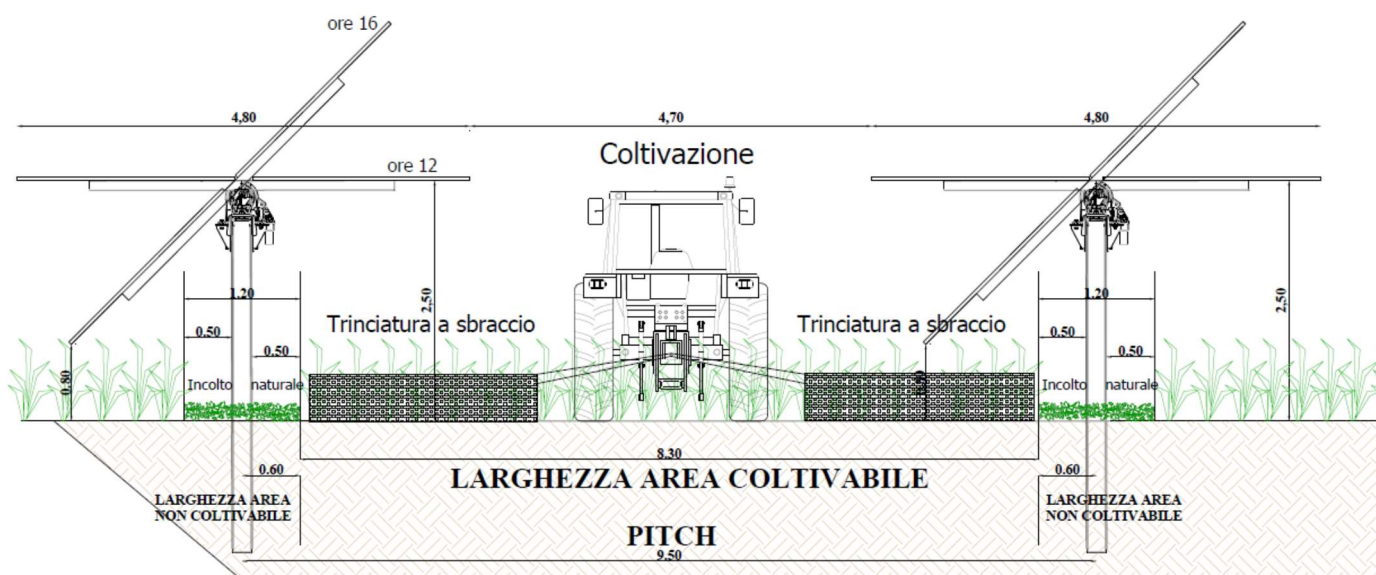 ore 16
4,80
4,70
4,80
Coltivazione
ore 12
1.20
2,50
1.20
2,50
Trinciatura a sbraccio
Trinciatura a sbraccio
0.50
0.50
0.50
0.50
0.80
Incolto naturale
0.80
Incolto naturale
8.30
0.60
LARGHEZZA AREA COLTIVABILE
0.60
LARGHEZZA AREA
NON COLTIVABILE
LARGHEZZA AREA
NON COLTIVABILE
PITCH
9.50